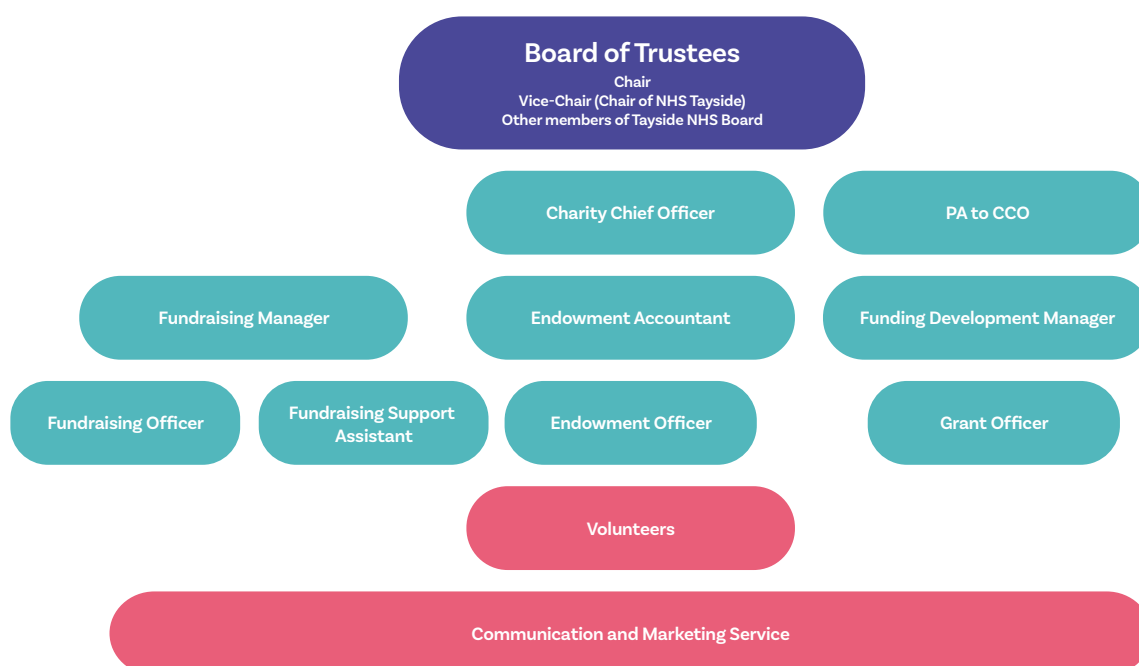 Board of Trustees
Chair
Vice-Chair (Chair of NHS Tayside)
Other members of Tayside NHS Board
Charity Chief Officer
PA to CCO
Fundraising Manager
Endowment Accountant
Funding Development Manager
Fundraising Officer
Fundraising Support
Assistant
Endowment Officer
Grant Officer
Volunteers
Communication and Marketing Service